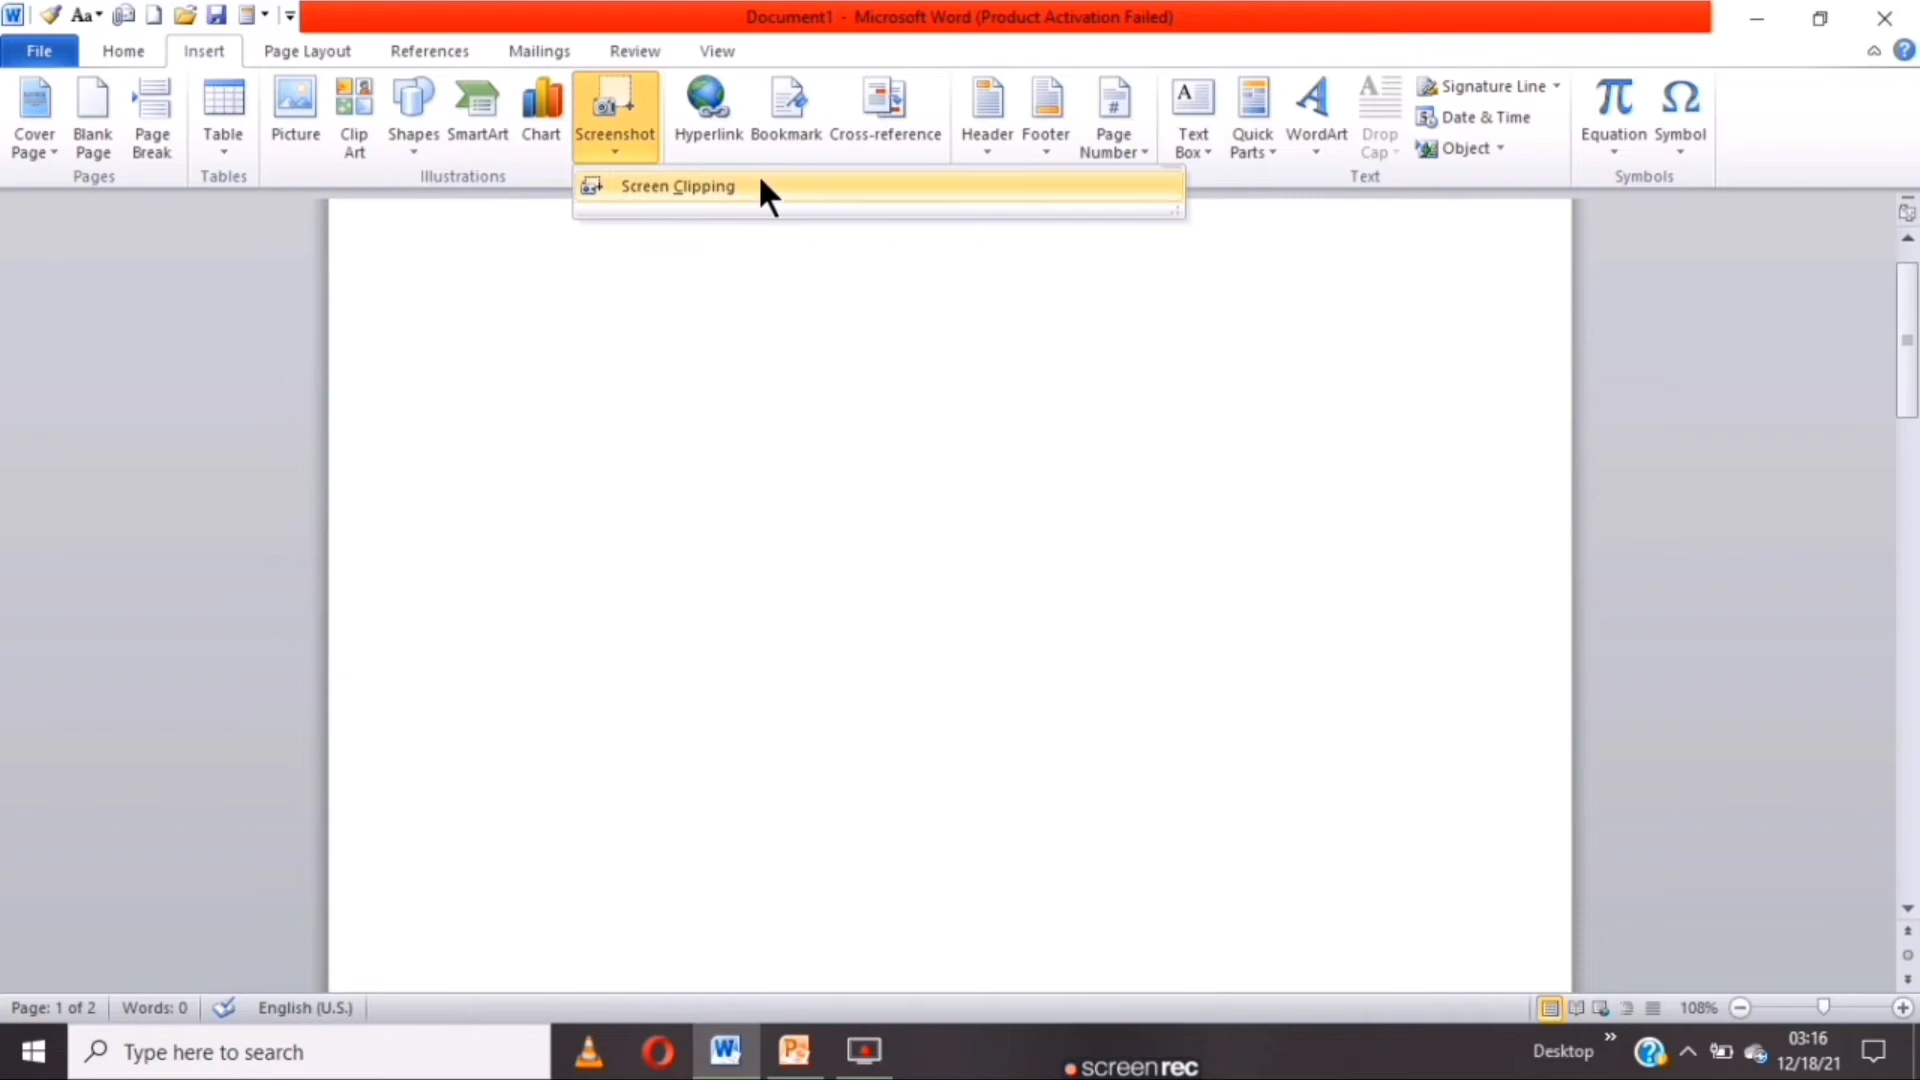 Aa
Document1 - Microsoft Word (Product Activation Failed)
File Home Insert Page Layout References Mailings Review View
Cover Page
Blank Page
Page Break
Pages
Table
Tables
Picture
Clip Art
Shapes
SmartArt
Chart
Screenshot
Illustrations
Hyperlink
Bookmark
Cross-reference
Header
Footer
Page Number
Text Box
Quick Parts
WordArt
Drop Cap
Signature Line
Date & Time
Object
Text
Equation
Symbol
Symbols
Screen Clipping
Page: 1 of 2 Words: 0 English (U.S.) 108%
Type here to search
screenrec
Desktop
03:16
12/18/21